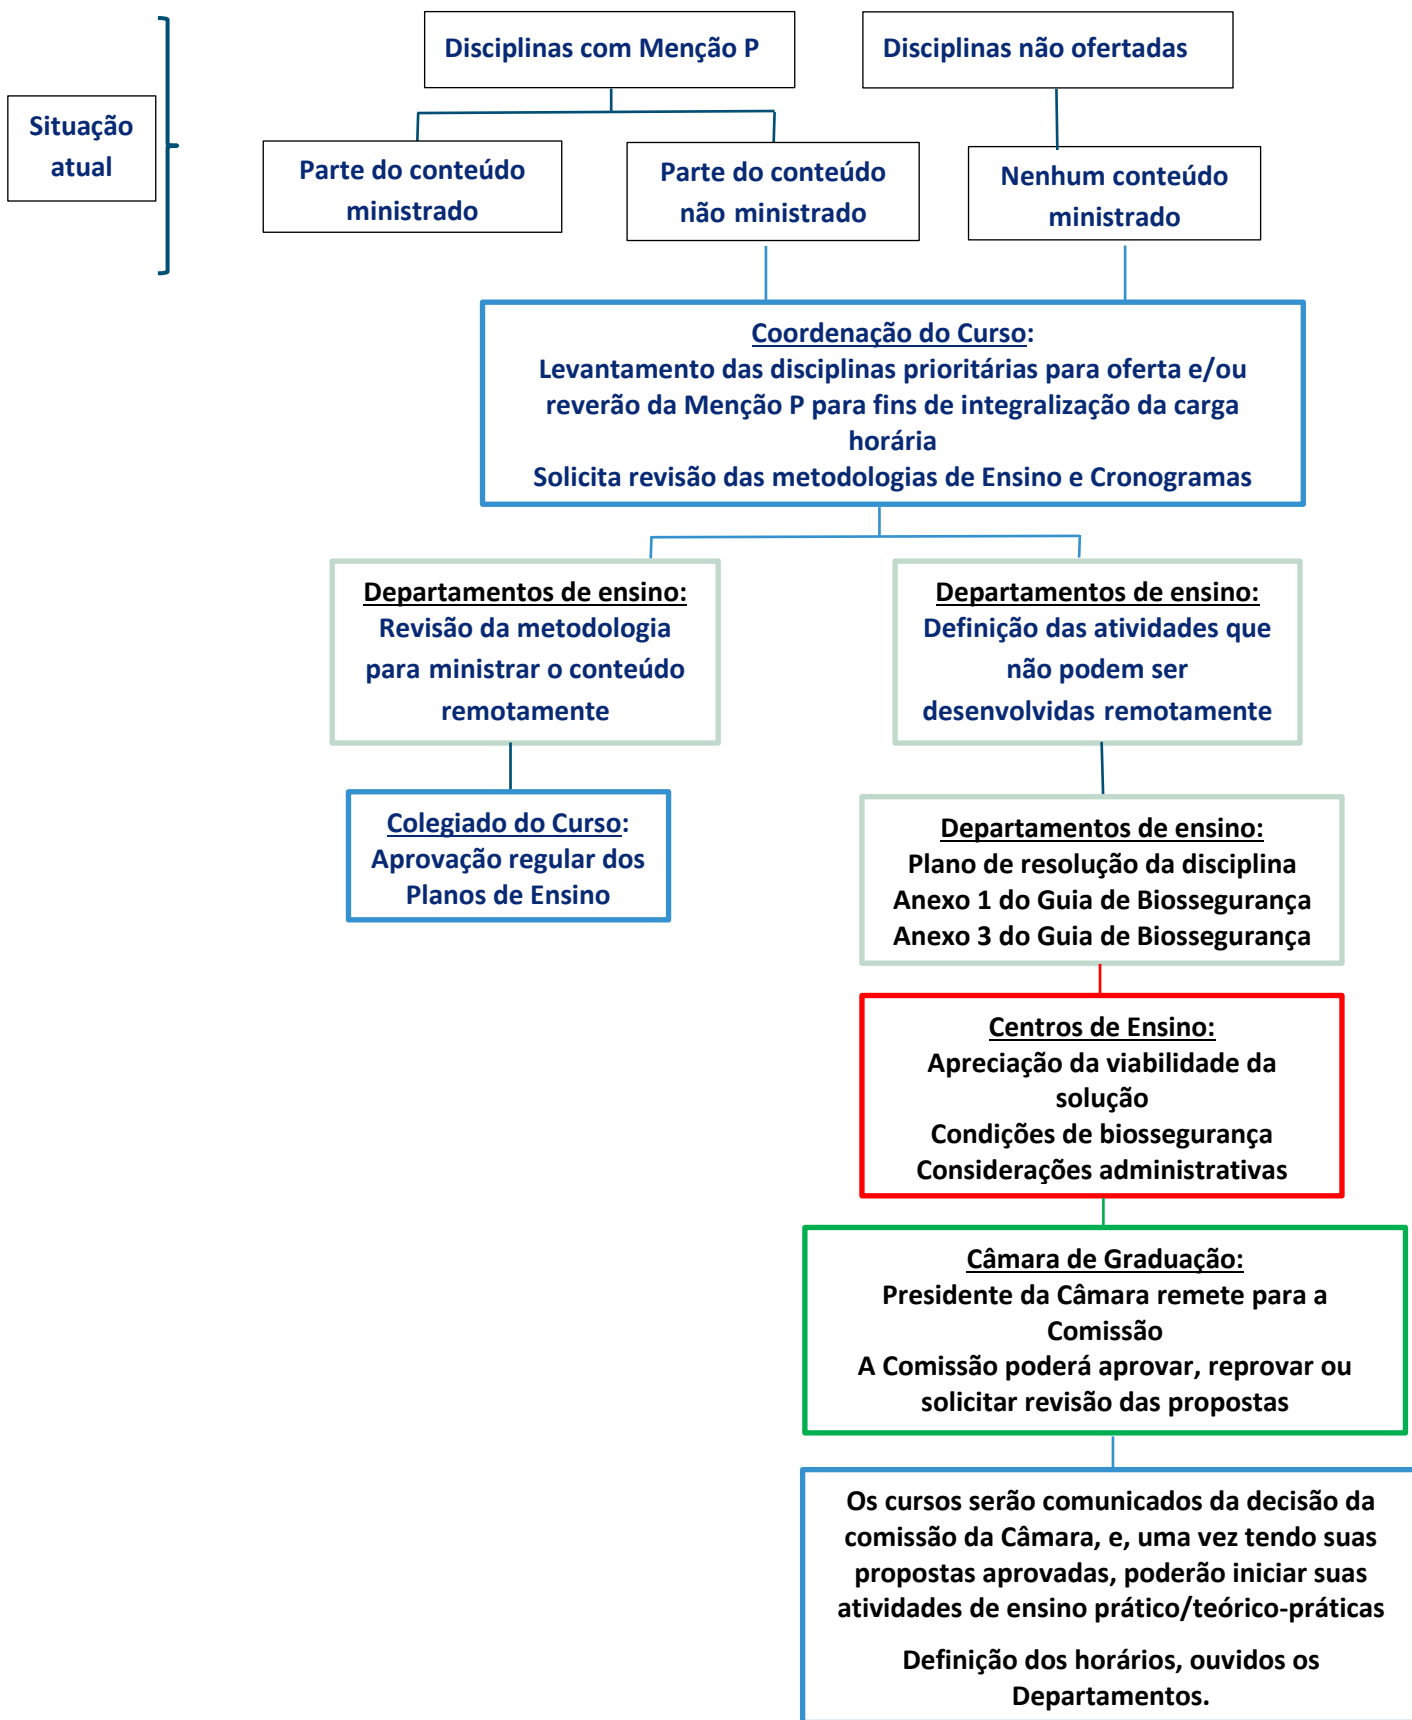 Disciplinas com Menção P
Disciplinas não ofertadas
Situação
atual
Parte do conteúdo
ministrado
Parte do conteúdo
não ministrado
Nenhum conteúdo
ministrado
Coordenação do Curso:
Levantamento das disciplinas prioritárias para oferta e/ou
reverão da Menção P para fins de integralização da carga
horária
Solicita revisão das metodologias de Ensino e Cronogramas
Departamentos de ensino:
Revisão da metodologia
para ministrar o conteúdo
remotamente
Departamentos de ensino:
Definição das atividades que
não podem ser
desenvolvidas remotamente
Colegiado do Curso:
Aprovação regular dos
Planos de Ensino
Departamentos de ensino:
Plano de resolução da disciplina
Anexo 1 do Guia de Biossegurança
Anexo 3 do Guia de Biossegurança
Centros de Ensino:
Apreciação da viabilidade da
solução
Condições de biossegurança
Considerações administrativas
Câmara de Graduação:
Presidente da Câmara remete para a
Comissão
A Comissão poderá aprovar, reprovar ou
solicitar revisão das propostas
Os cursos serão comunicados da decisão da
comissão da Câmara, e, uma vez tendo suas
propostas aprovadas, poderão iniciar suas
atividades de ensino prático/teórico-práticas
Definição dos horários, ouvidos os
Departamentos.